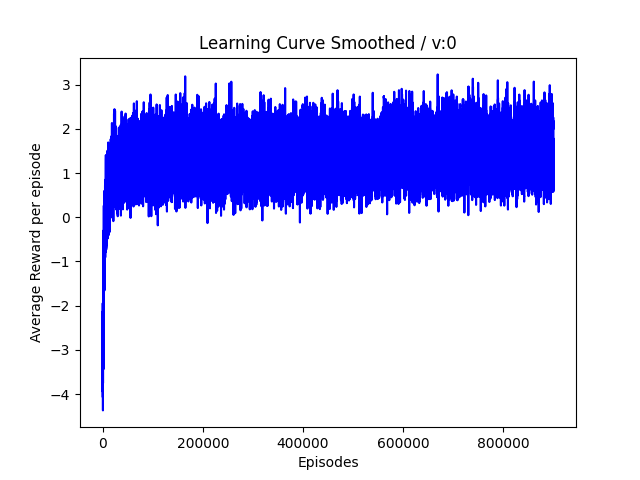 Learning Curve Smoothed / v:0
Average Reward per episode
3
2
1
0
−1
−2
−3
−4
0 200000 400000 600000 800000
Episodes